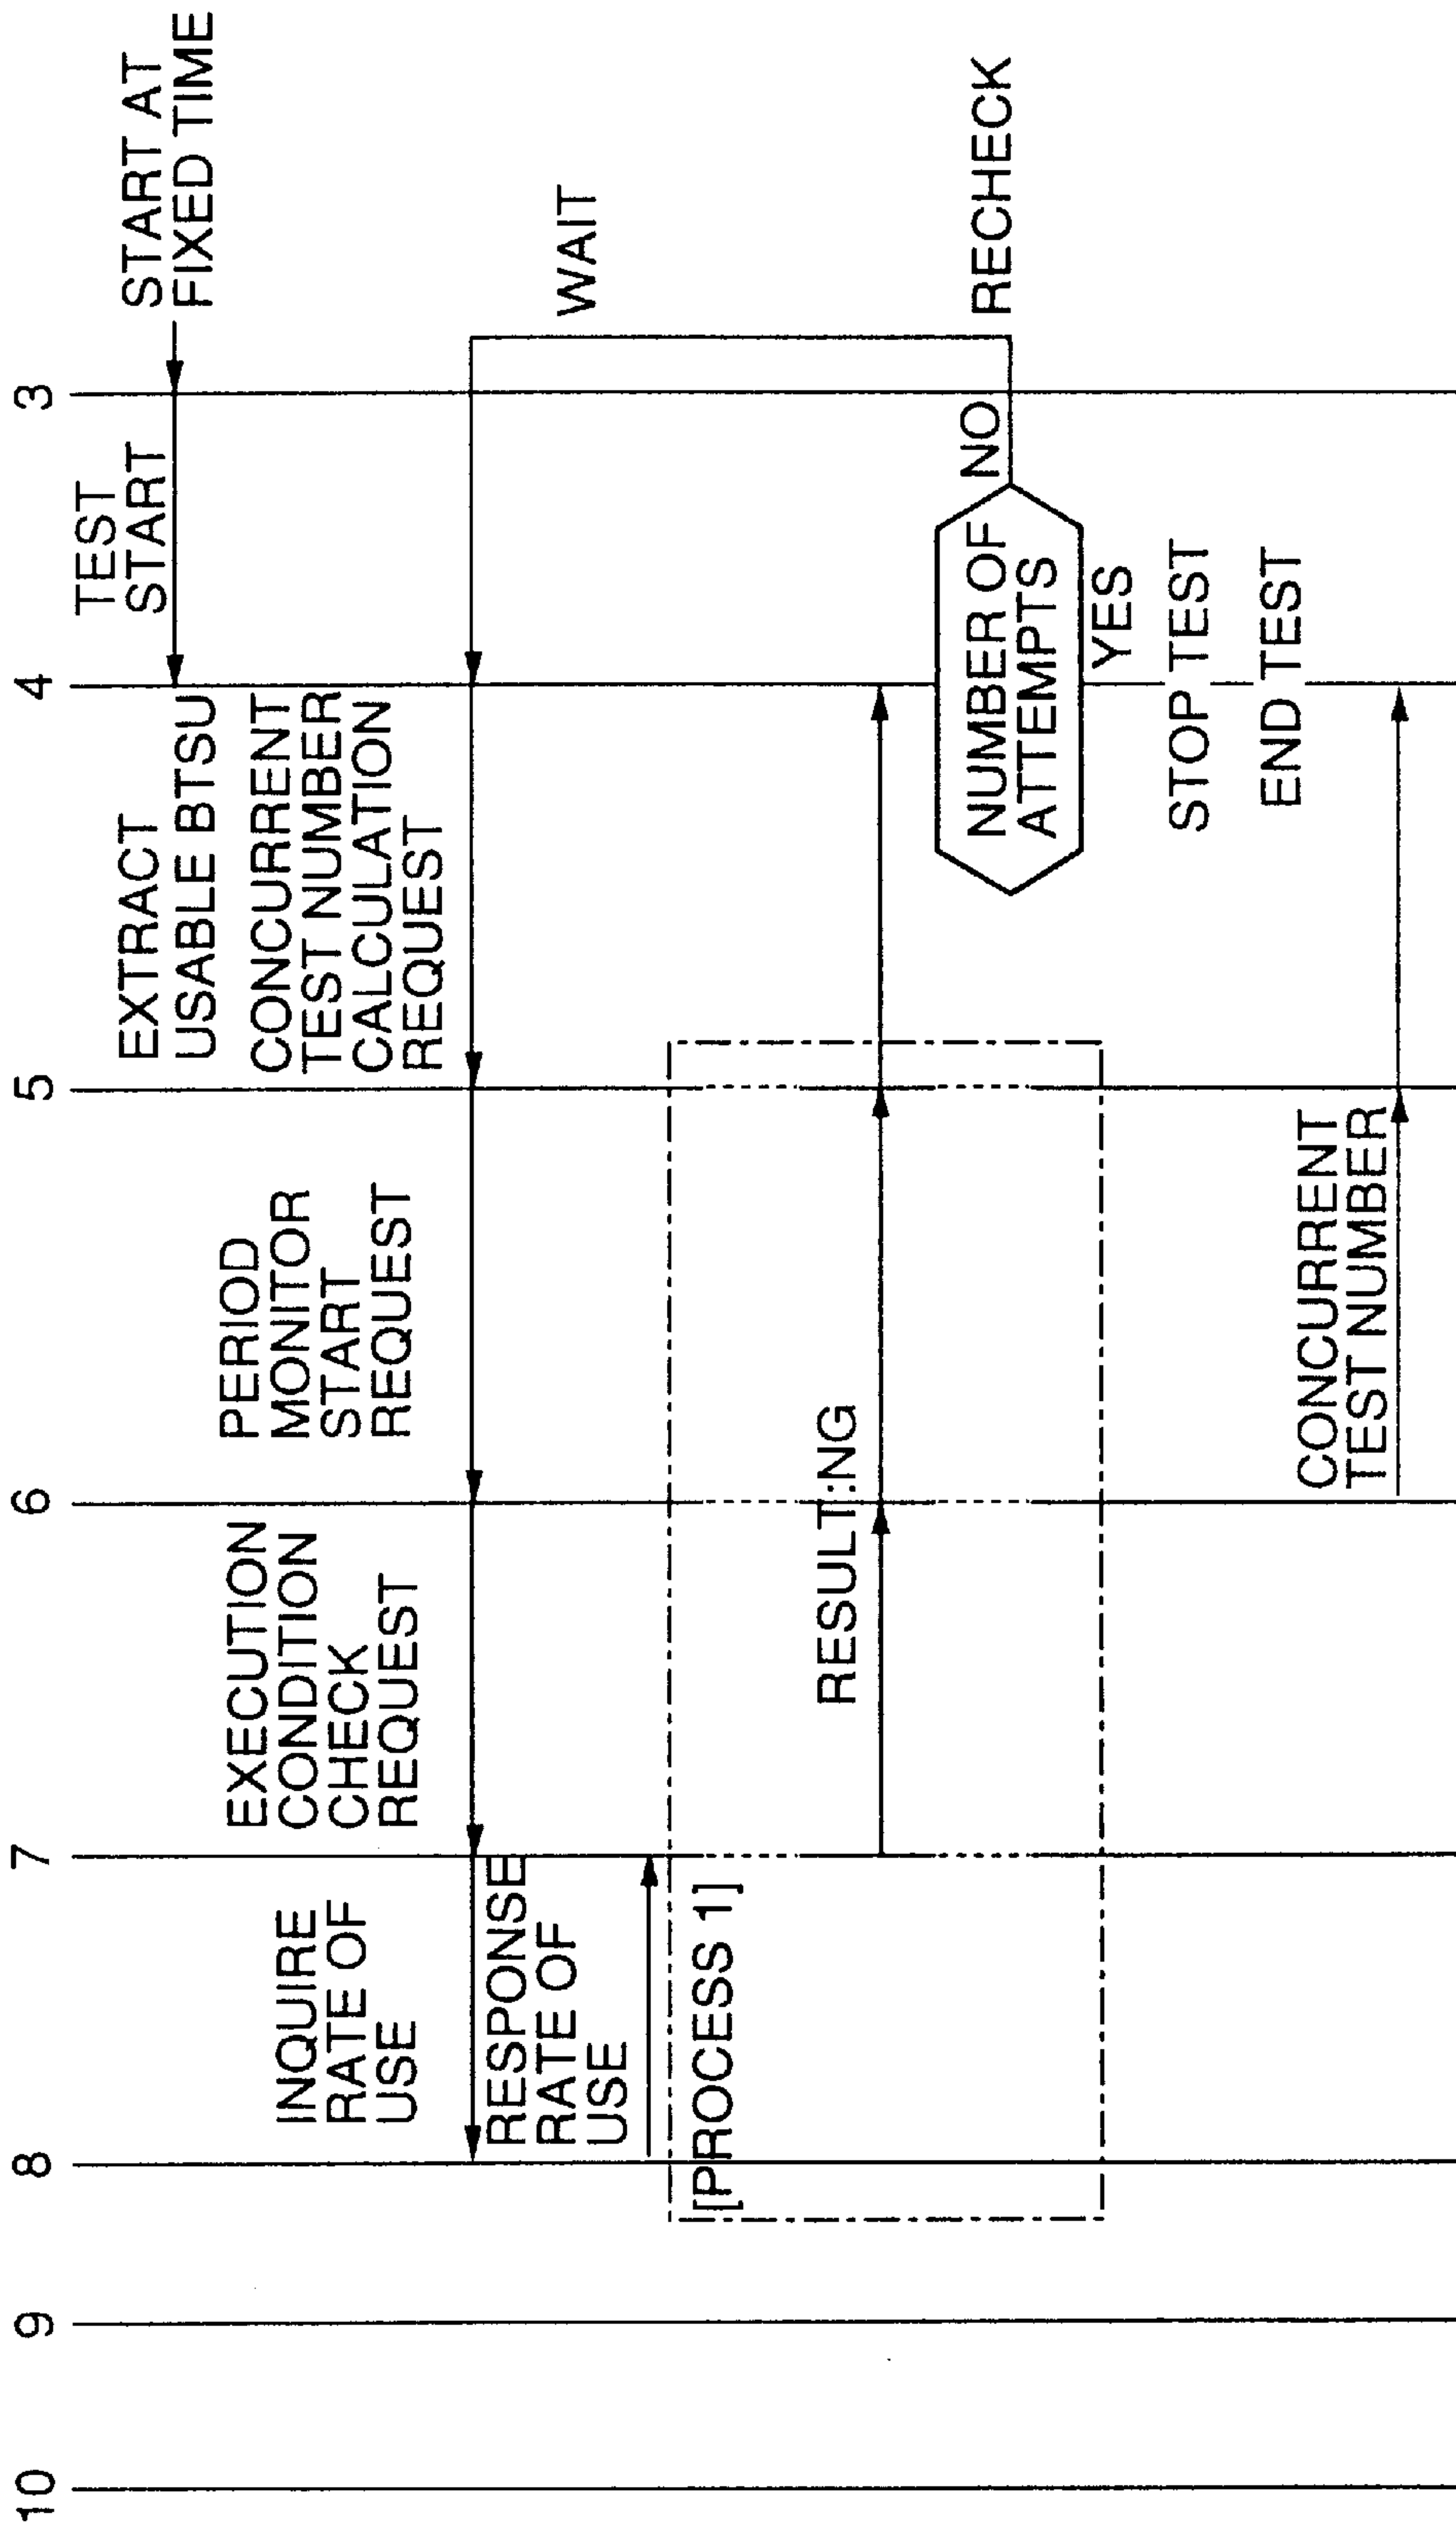 10
9
8
7
6
5
4
3
START AT
FIXED TIME
TEST
START
EXTRACT
USABLE BTSU
CONCURRENT
TEST NUMBER
CALCULATION
REQUEST
PERIOD
MONITOR
START
REQUEST
EXECUTION
CONDITION
CHECK
REQUEST
INQUIRE
RATE OF
USE
RESPONSE
RATE OF
USE
WAIT
[PROCESS 1]
RESULT:NG
NUMBER OF
ATTEMPTS
NO
RECHECK
YES
STOP TEST
END TEST
CONCURRENT
TEST NUMBER